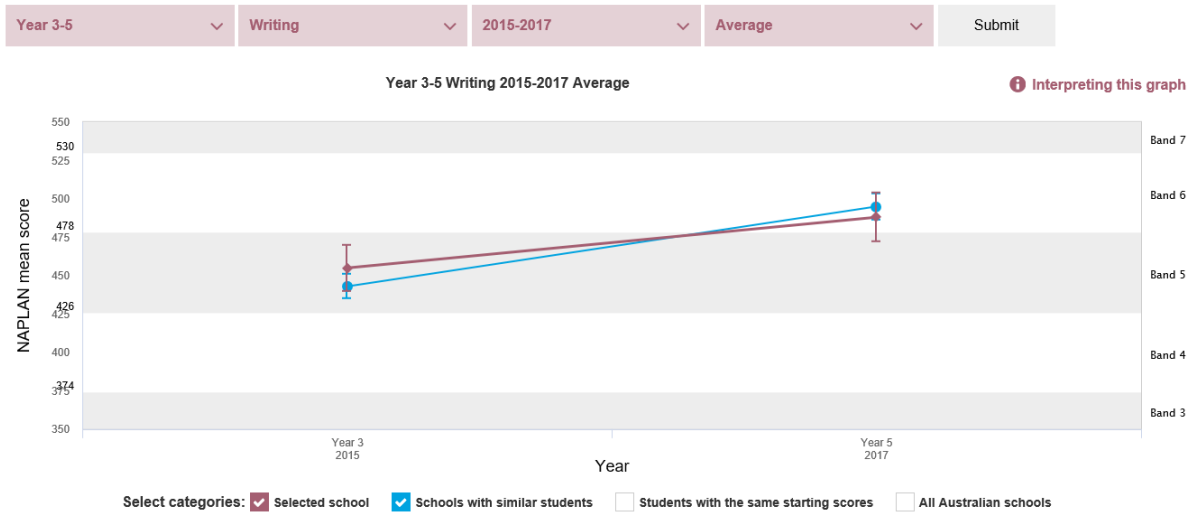 Year 3-5 Writing 2015-2017 Average Submit
Year 3-5 Writing 2015-2017 Average
Interpreting this graph
550
530
525
500
478
475
450
426
425
400
374
375
350
NAPLAN mean score
Band 7
Band 6
Band 5
Band 4
Band 3
Year 3 Year 5
2015 2017
Year
Select categories: Selected school Schools with similar students Students with the same starting scores All Australian schools